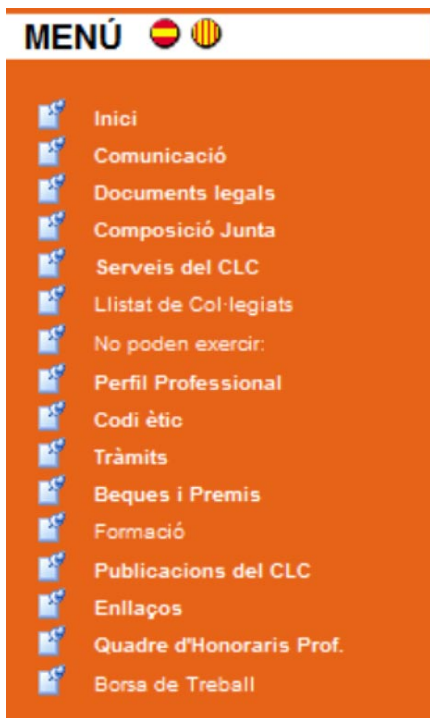 MENÚ
Inici
Comunicació
Documents legals
Composició Junta
Serveis del CLC
Llistat de Col·legiats
No poden exercir:
Perfil Professional
Codi ètic
Tràmits
Beques i Premis
Formació
Publicacions del CLC
Enllaços
Quadre d'Honoraris Prof.
Borsa de Treball